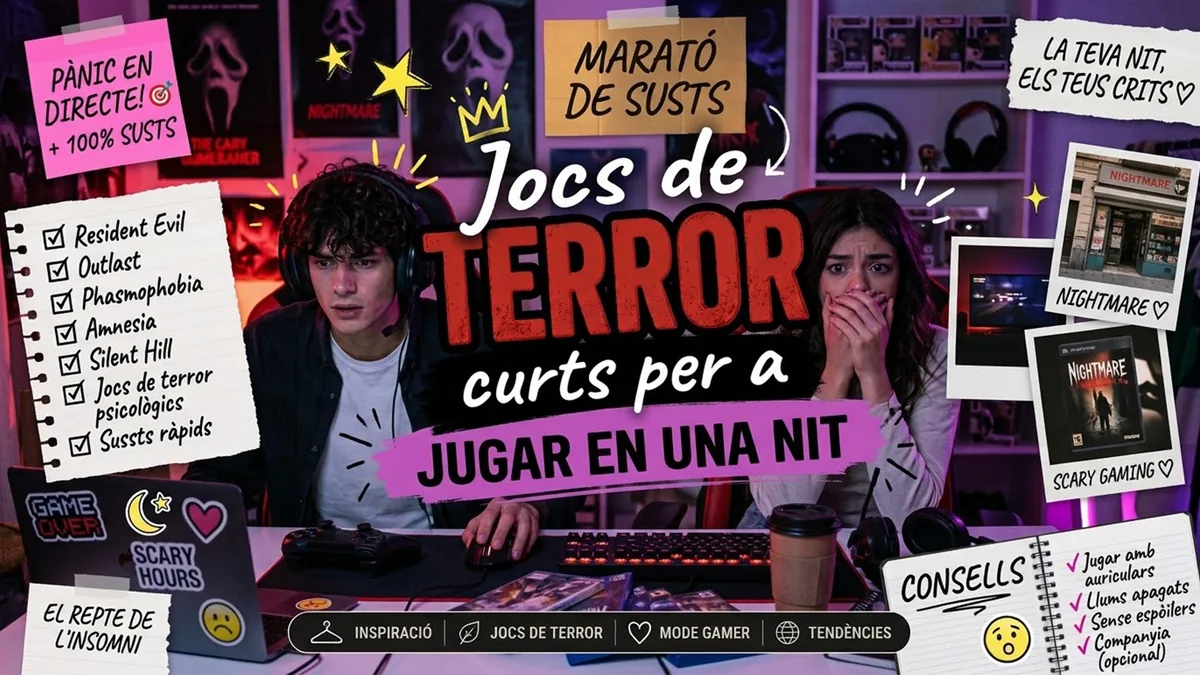 PÀNIC EN
DIRECTE!
+ 100% SUSTS
MARATÓ
DE SUSTS
LA TEVA NIT,
ELS TEUS CRITS
NIGHTMARE
Jocs de
TERROR
curts per a
JUGAR EN UNA NIT
Resident Evil
Outlast
Phasmophobia
Amnesia
Silent Hill
Jocs de terror
psicològics
Sussts ràpids
NIGHTMARE
NIGHTMARE
NIGHTMARE
SCARY GAMING
GAME
OVER
SCARY
HOURS
EL REPTE DE
L'INSOMNI
CONSELLS
Jugar amb
auriculars
Llums apagats
Sense espòilers
Companyia
(opcional)
INSPIRACIÓ
JOCS DE TERROR
MODE GAMER
TENDÈNCIES